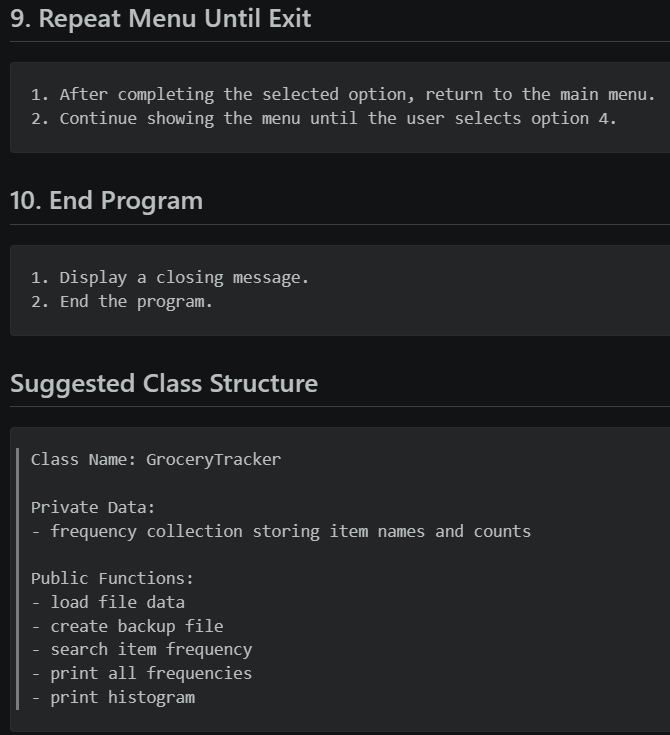 9. Repeat Menu Until Exit
1. After completing the selected option, return to the main menu.
2. Continue showing the menu until the user selects option 4.
10. End Program
1. Display a closing message.
2. End the program.
Suggested Class Structure
Class Name: GroceryTracker
Private Data:
- frequency collection storing item names and counts
Public Functions:
- load file data
- create backup file
- search item frequency
- print all frequencies
- print histogram